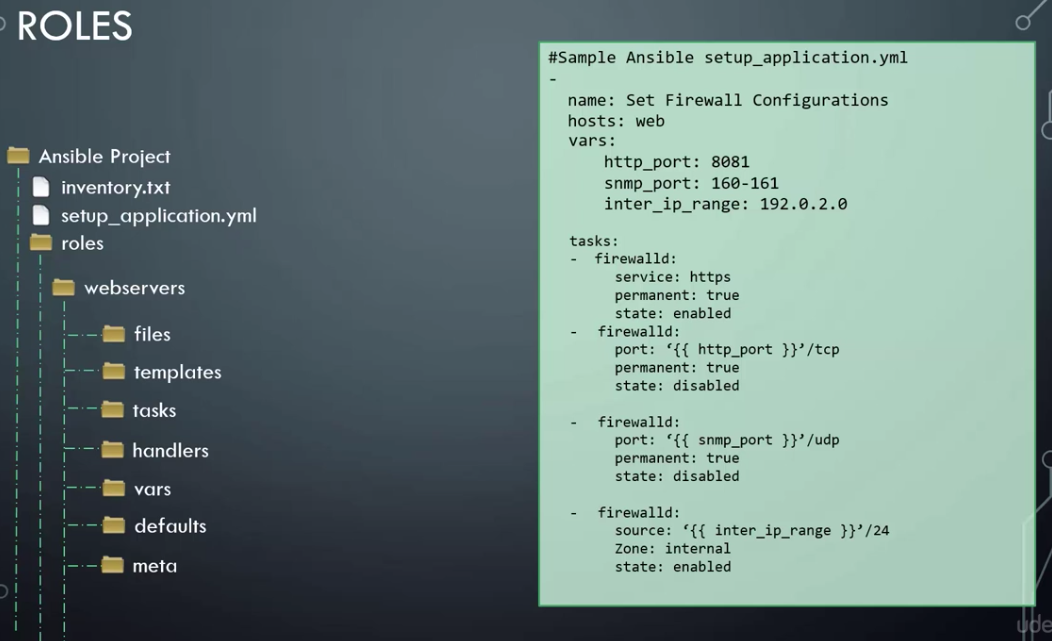 ROLES
Ansible Project
inventory.txt
setup_application.yml
roles
webservers
files
templates
tasks
handlers
vars
defaults
meta
#Sample Ansible setup_application.yml
-
name: Set Firewall Configurations
hosts: web
vars:
http_port: 8081
snmp_port: 160-161
inter_ip_range: 192.0.2.0
tasks:
- firewalld:
service: https
permanent: true
state: enabled
- firewalld:
port: ‘{{ http_port }}’/tcp
permanent: true
state: disabled
- firewalld:
port: ‘{{ snmp_port }}’/udp
permanent: true
state: disabled
- firewalld:
source: ‘{{ inter_ip_range }}’/24
Zone: internal
state: enabled